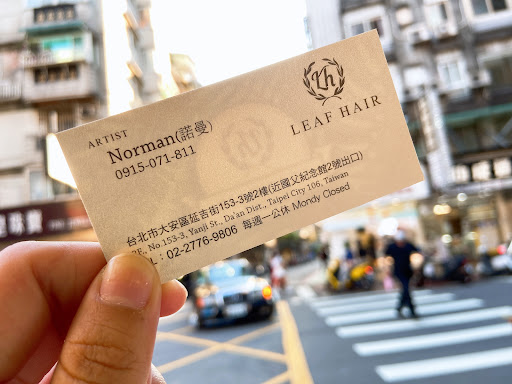 ARTIST
Norman(諾曼)
0915-071-811
Lh
LEAF HAIR
台北市大安區延吉街153-3號2樓(近國父紀念館2號出口)
No.153-3, Yanji St., Da'an Dist., Taipei City 106, Taiwan
L：02-2776-9806 每週一公休 Mondy Closed